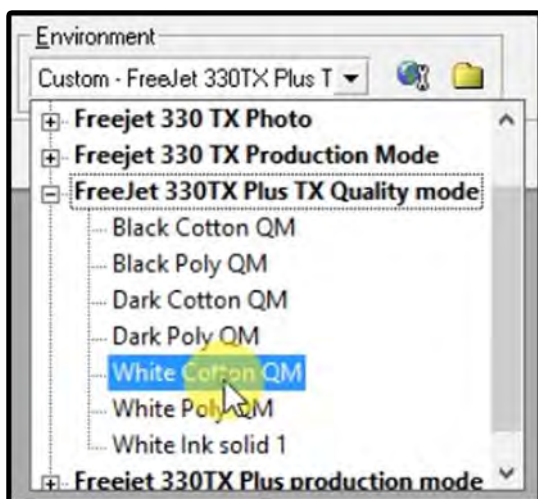 Environment
Custom - FreeJet 330TX Plus T
Freejet 330 TX Photo
Freejet 330 TX Production Mode
FreeJet 330TX Plus TX Quality mode
Black Cotton QM
Black Poly QM
Dark Cotton QM
Dark Poly QM
White Cotton QM
White Poly QM
White Ink solid 1
Freejet 330TX Plus production mode